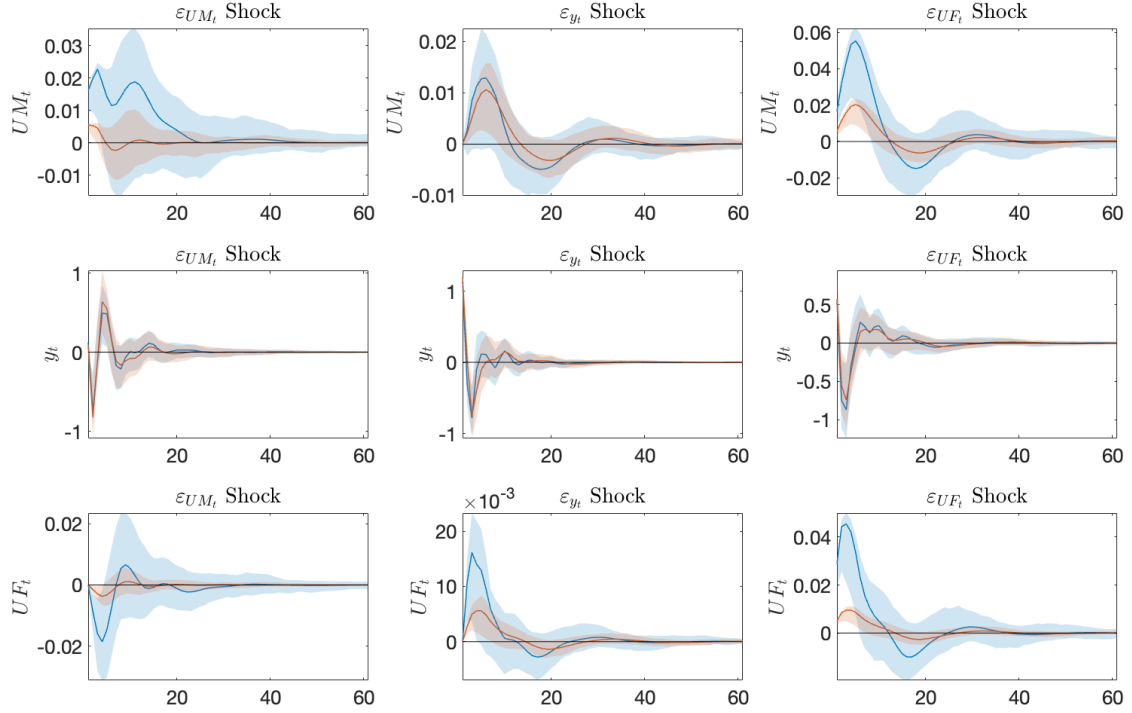 ε_{UM_t} Shock
UM_t
0.03
0.02
0.01
0
-0.01
20 40 60
ε_{y_t} Shock
UM_t
0.02
0.01
0
-0.01
20 40 60
ε_{UF_t} Shock
UM_t
0.06
0.04
0.02
0
-0.02
20 40 60
ε_{UM_t} Shock
y_t
1
0
-1
20 40 60
ε_{y_t} Shock
y_t
1
0
-1
20 40 60
ε_{UF_t} Shock
y_t
0.5
0
-0.5
-1
20 40 60
ε_{UM_t} Shock
UF_t
0.02
0
-0.02
20 40 60
×10^{-3} ε_{y_t} Shock
UF_t
20
10
0
20 40 60
ε_{UF_t} Shock
UF_t
0.04
0.02
0
20 40 60